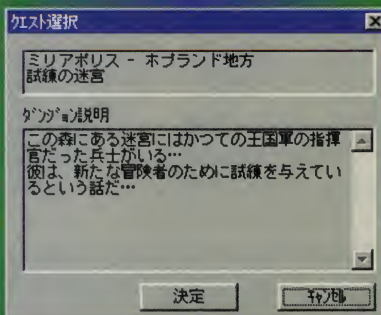 クエスト選択
ミリアポリス - ホブランド地方
試練の迷宮
ダンジョン説明
この森にある迷宮にはかつての王国軍の指揮
官だった兵士がいる…
彼は、新たな冒険者のために試練を与えてい
るという話だ…
決定
キャンセル